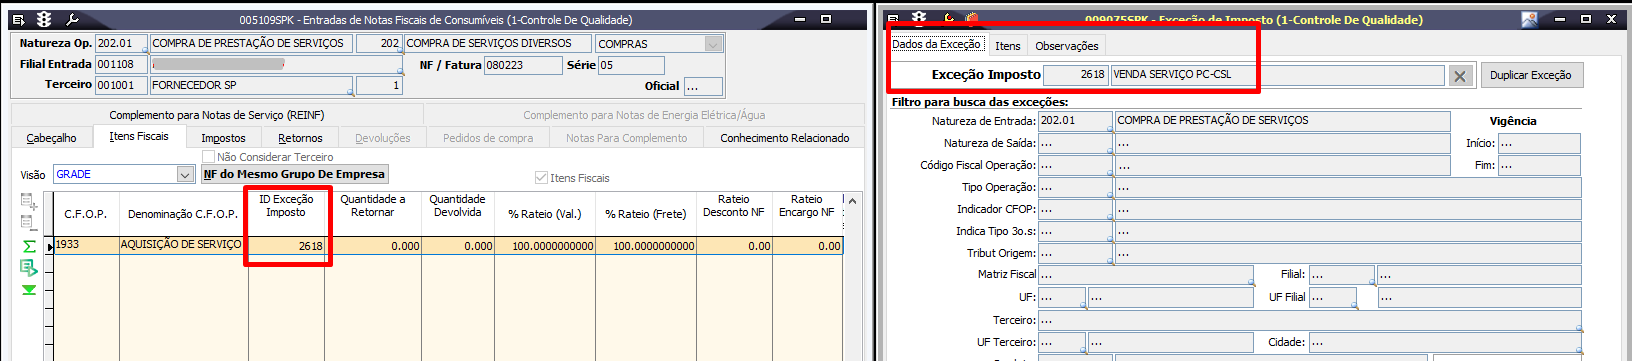 005109SPK - Entradas de Notas Fiscais de Consumíveis (1-Controle De Qualidade)
Natureza Op. 202.01 COMPRA DE PRESTAÇÃO DE SERVIÇOS 202 COMPRA DE SERVIÇOS DIVERSOS COMPRAS
Filial Entrada 001108 NF / Fatura 080223 Série 05
Terceiro 001001 FORNECEDOR SP 1 Oficial ...
Complemento para Notas de Serviço (REINF) Complemento para Notas de Energia Elétrica/Água
Cabeçalho Itens Fiscais Impostos Retornos Devoluções Pedidos de compra Notas Para Complemento Conhecimento Relacionado
Não Considerar Terceiro
Visão GRADE NF do Mesmo Grupo De Empresa Itens Fiscais
C.F.O.P. Denominação C.F.O.P. ID Exceção Imposto Quantidade a Retornar Quantidade Devolvida % Rateio (Val.) % Rateio (Frete) Rateio Desconto NF Rateio Encargo NF
1933 AQUISIÇÃO DE SERVIÇO 2618 0.000 0.000 100.0000000000 100.0000000000 0.00 0.00
009075SPK - Exceção de Imposto (1-Controle De Qualidade)
Dados da Exceção Itens Observações
Exceção Imposto 2618 VENDA SERVIÇO PC-CSL Duplicar Exceção
Filtro para busca das exceções:
Natureza de Entrada: 202.01 COMPRA DE PRESTAÇÃO DE SERVIÇOS Vigência
Natureza de Saída: ... ... Início: ...
Código Fiscal Operação: ... ... Fim: ...
Tipo Operação: ... ...
Indicador CFOP: ... ...
Indica Tipo 3o.s: ... ...
Tribut Origem: ... ...
Matriz Fiscal ... Filial: ... ...
UF: ... ... UF Filial ... ...
Terceiro: ...
UF Terceiro: ... ... Cidade: ... ...